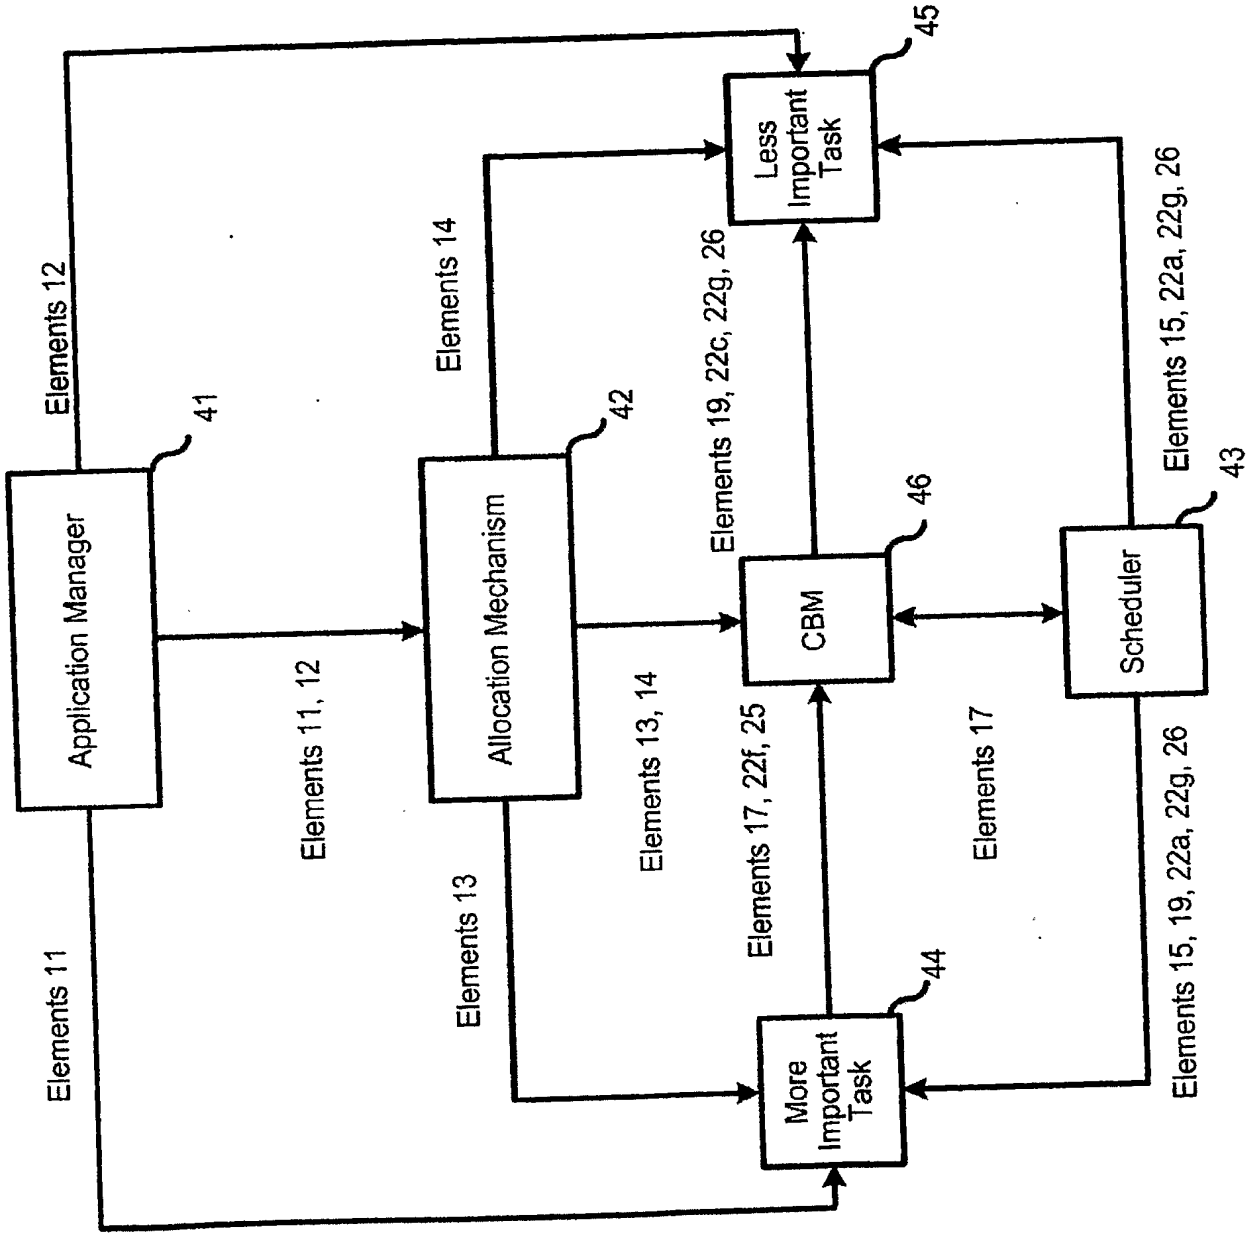 Elements 11
Application Manager
41
Elements 12
Elements 11, 12
Elements 13
Allocation Mechanism
42
Elements 14
Elements 13, 14
More
Important
Task
44
Elements 17, 22f, 25
CBM
46
Elements 19, 22c, 22g, 26
Less
Important
Task
45
Elements 17
Elements 15, 19, 22a, 22g, 26
Scheduler
43
Elements 15, 22a, 22g, 26